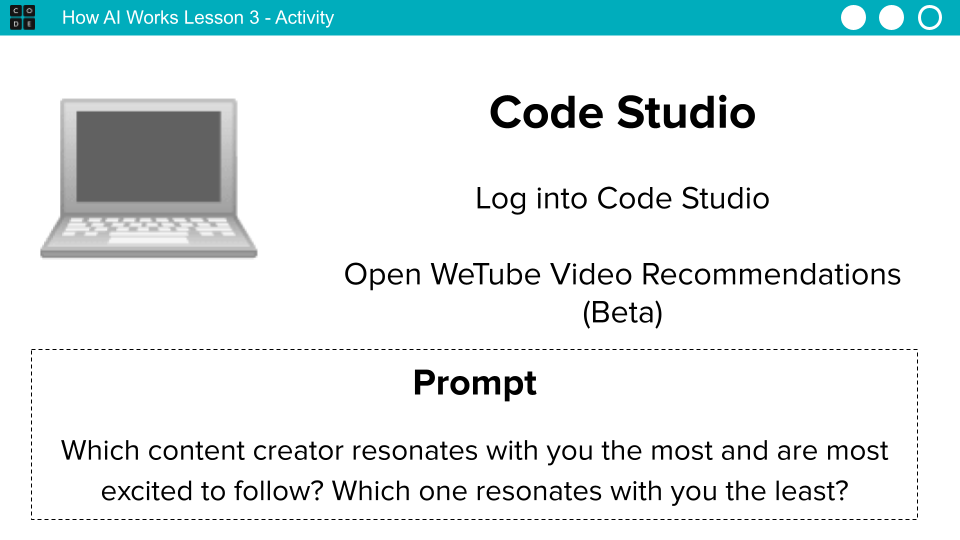 C O
D E
How AI Works Lesson 3 - Activity
Code Studio
Log into Code Studio
Open WeTube Video Recommendations
(Beta)
Prompt
Which content creator resonates with you the most and are most
excited to follow? Which one resonates with you the least?